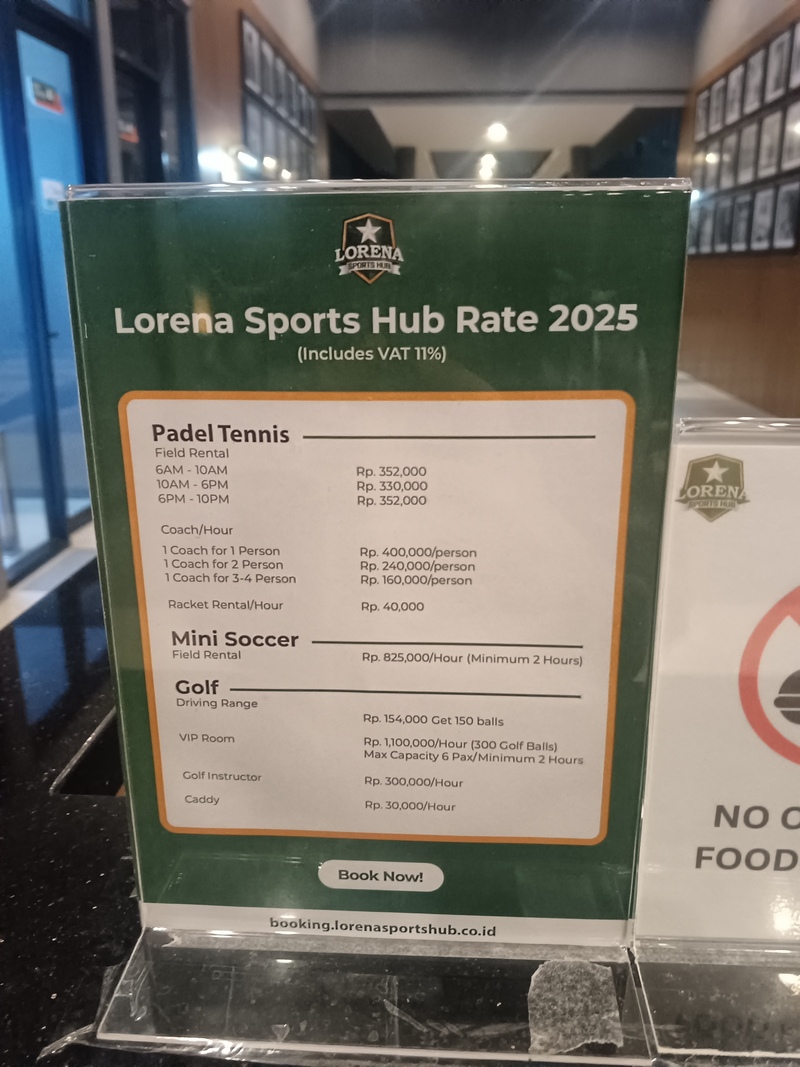 LORENA
SPORTS HUB
Lorena Sports Hub Rate 2025
(Includes VAT 11%)
Padel Tennis
Field Rental
6AM - 10AM Rp. 352,000
10AM - 6PM Rp. 330,000
6PM - 10PM Rp. 352,000
Coach/Hour
1 Coach for 1 Person Rp. 400,000/person
1 Coach for 2 Person Rp. 240,000/person
1 Coach for 3-4 Person Rp. 160,000/person
Racket Rental/Hour Rp. 40,000
Mini Soccer
Field Rental Rp. 825,000/Hour (Minimum 2 Hours)
Golf
Driving Range
Rp. 154,000 Get 150 balls
VIP Room Rp. 1,100,000/Hour (300 Golf Balls)
Max Capacity 6 Pax/Minimum 2 Hours
Golf Instructor Rp. 300,000/Hour
Caddy Rp. 30,000/Hour
Book Now!
booking.lorenasportshub.co.id
LORENA
SPORTS HUB
NO
FOOD